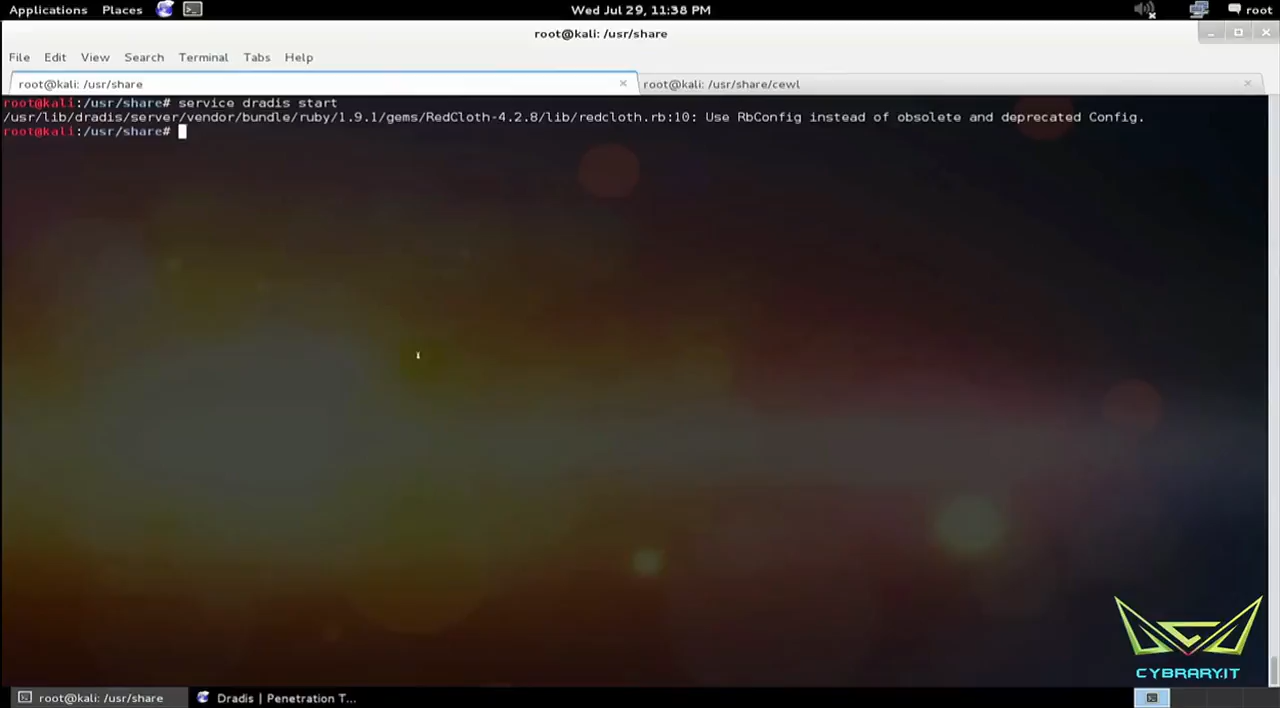 Applications Places Wed Jul 29, 11:38 PM root
root@kali: /usr/share
File Edit View Search Terminal Tabs Help
root@kali: /usr/share root@kali: /usr/share/cewl
root@kali:/usr/share# service dradis start
/usr/lib/dradis/server/vendor/bundle/ruby/1.9.1/gems/RedCloth-4.2.8/lib/redcloth.rb:10: Use RbConfig instead of obsolete and deprecated Config.
root@kali:/usr/share#
CYBRARY.IT
root@kali: /usr/share Dradis | Penetration T...